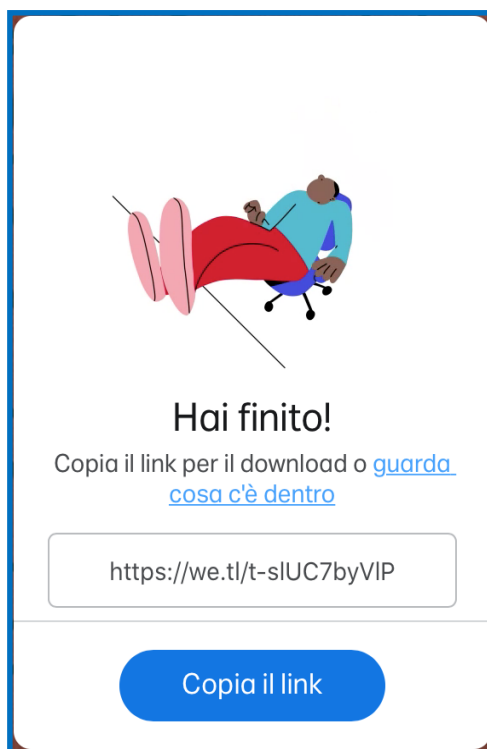 Hai finito!
Copia il link per il download o guarda
cosa c'è dentro
https://we.tl/t-slUC7byVlP
Copia il link